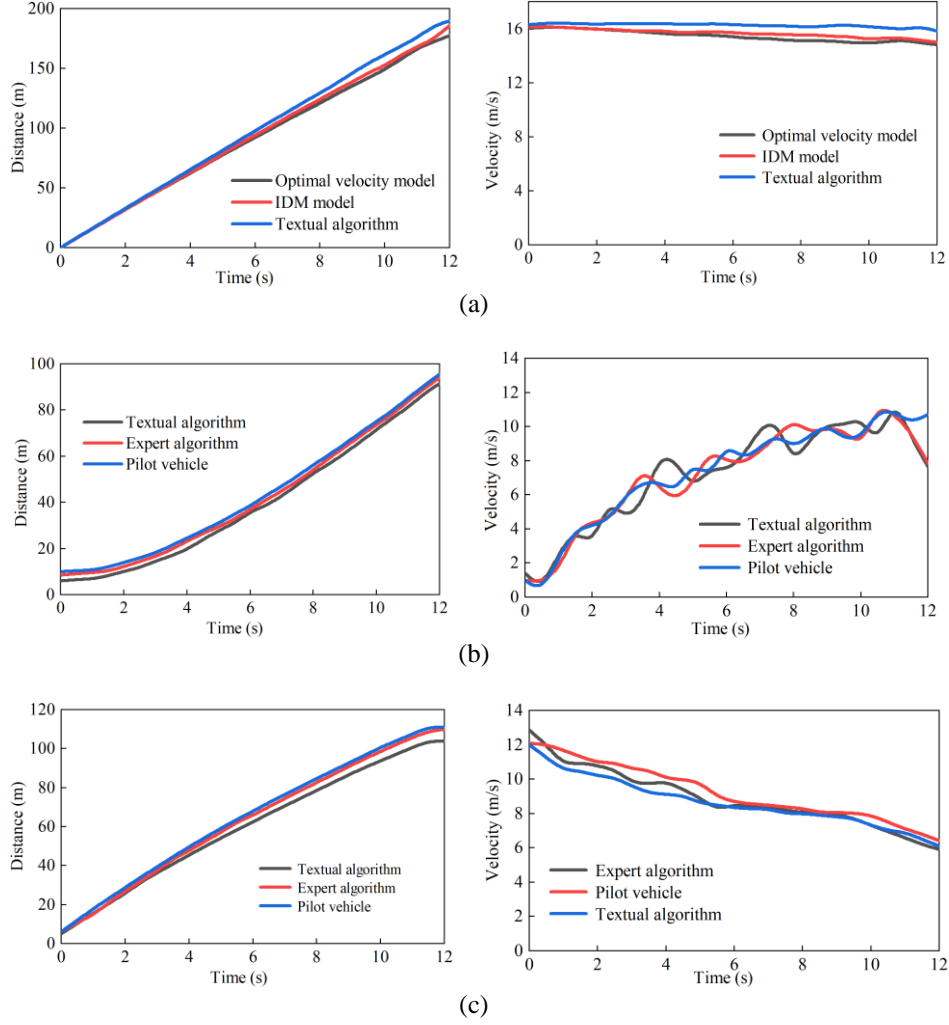 200
150
100
50
0
Distance (m)
Optimal velocity model
IDM model
Textual algorithm
0 2 4 6 8 10 12
Time (s)
16
12
8
4
0
Velocity (m/s)
Optimal velocity model
IDM model
Textual algorithm
0 2 4 6 8 10 12
Time (s)
(a)
100
80
60
40
20
0
Distance (m)
Textual algorithm
Expert algorithm
Pilot vehicle
0 2 4 6 8 10 12
Time (s)
14
12
10
8
6
4
2
0
Velocity (m/s)
Textual algorithm
Expert algorithm
Pilot vehicle
0 2 4 6 8 10 12
Time (s)
(b)
120
100
80
60
40
20
0
Distance (m)
Textual algorithm
Expert algorithm
Pilot vehicle
0 2 4 6 8 10 12
Time (s)
14
12
10
8
6
4
2
0
Velocity (m/s)
Expert algorithm
Pilot vehicle
Textual algorithm
0 2 4 6 8 10 12
Time (s)
(c)